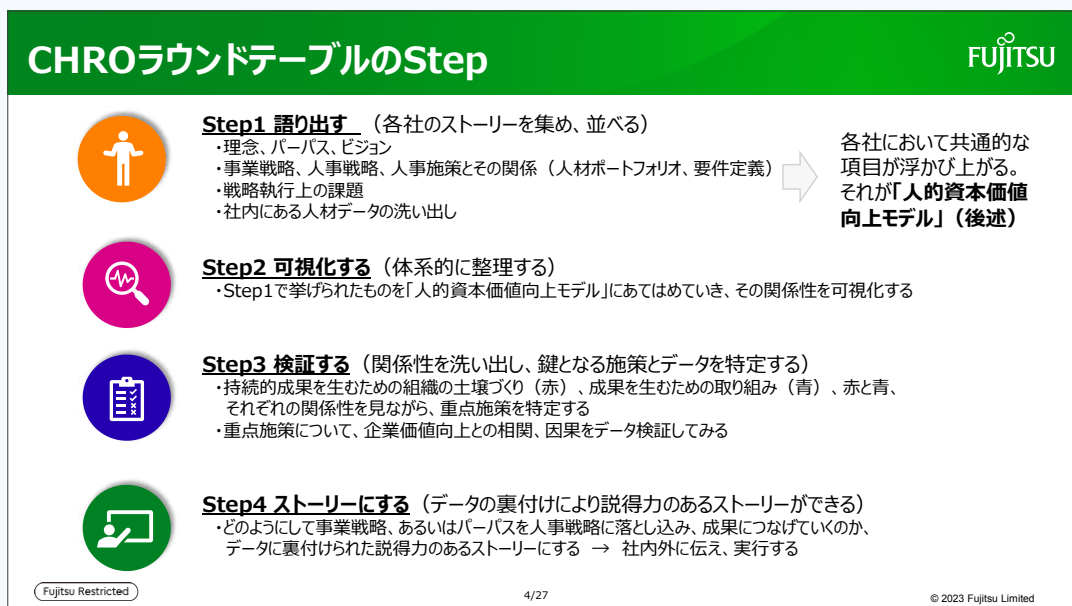 CHROラウンドテーブルのStep
FUJITSU
Step1 語り出す （各社のストーリーを集め、並べる）
・理念、パーパス、ビジョン
・事業戦略、人事戦略、人事施策とその関係（人材ポートフォリオ、要件定義）
・戦略執行上の課題
・社内にある人材データの洗い出し
各社において共通的な
項目が浮かび上がる。
それが「人的資本価値
向上モデル」（後述）
Step2 可視化する（体系的に整理する）
・Step1で挙げられたものを「人的資本価値向上モデル」にあてはめていき、その関係性を可視化する
Step3 検証する（関係性を洗い出し、鍵となる施策とデータを特定する）
・持続的成果を生むための組織の土壌づくり（赤）、成果を生むための取り組み（青）、赤と青、
それぞれの関係性を見ながら、重点施策を特定する
・重点施策について、企業価値向上との相関、因果をデータ検証してみる
Step4 ストーリーにする（データの裏付けにより説得力のあるストーリーができる）
・どのようにして事業戦略、あるいはパーパスを人事戦略に落とし込み、成果につなげていくのか、
データに裏付けられた説得力のあるストーリーにする → 社内外に伝え、実行する
Fujitsu Restricted
4/27
© 2023 Fujitsu Limited